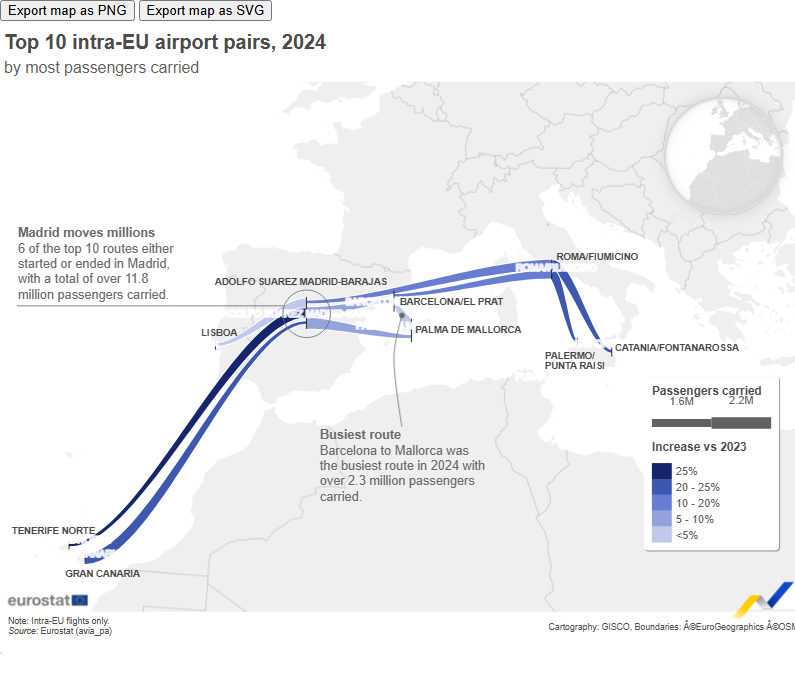 Export map as PNG Export map as SVG
Top 10 intra-EU airport pairs, 2024
by most passengers carried
Madrid moves millions
6 of the top 10 routes either
started or ended in Madrid,
with a total of over 11.8
million passengers carried.
ROMA/FIUMICINO
ADOLFO SUAREZ MADRID-BARAJAS
BARCELONA/EL PRAT
LISBOA
PALMA DE MALLORCA
CATANIA/FONTANAROSSA
PALERMO/
PUNTA RAISI
Passengers carried
1.6M 2.2M
Increase vs 2023
25%
20 - 25%
10 - 20%
5 - 10%
<5%
Busiest route
Barcelona to Mallorca was
the busiest route in 2024 with
over 2.3 million passengers
carried.
TENERIFE NORTE
GRAN CANARIA
eurostat
Note: Intra-EU flights only.
Source: Eurostat (avia_pa)
Cartography: GISCO, Boundaries: Â©EuroGeographics Â©OSM